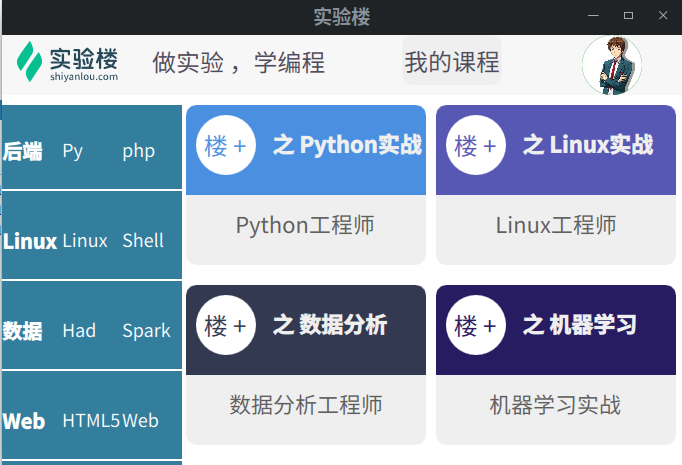 实验楼
实验楼
shiyanlou.com
做实验，学编程
我的课程
后端 Py php
楼 + 之 Python实战
Python工程师
楼 + 之 Linux实战
Linux工程师
Linux Linux Shell
数据 Had Spark
楼 + 之 数据分析
数据分析工程师
楼 + 之 机器学习
机器学习实战
Web HTML5 Web